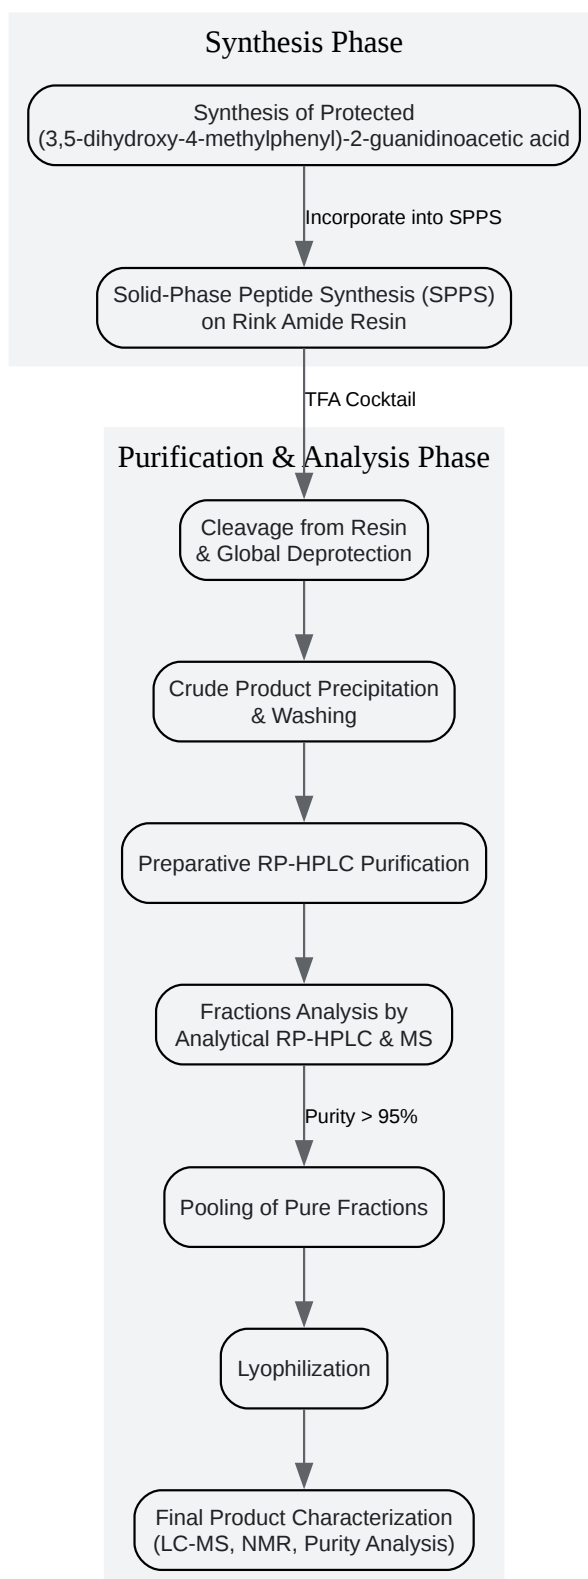 Synthesis Phase
Synthesis of Protected
(3,5-dihydroxy-4-methylphenyl)-2-guanidinoacetic acid
Incorporate into SPPS
Solid-Phase Peptide Synthesis (SPPS)
on Rink Amide Resin
TFA Cocktail
Purification & Analysis Phase
Cleavage from Resin
& Global Deprotection
Crude Product Precipitation
& Washing
Preparative RP-HPLC Purification
Fractions Analysis by
Analytical RP-HPLC & MS
Purity > 95%
Pooling of Pure Fractions
Lyophilization
Final Product Characterization
(LC-MS, NMR, Purity Analysis)